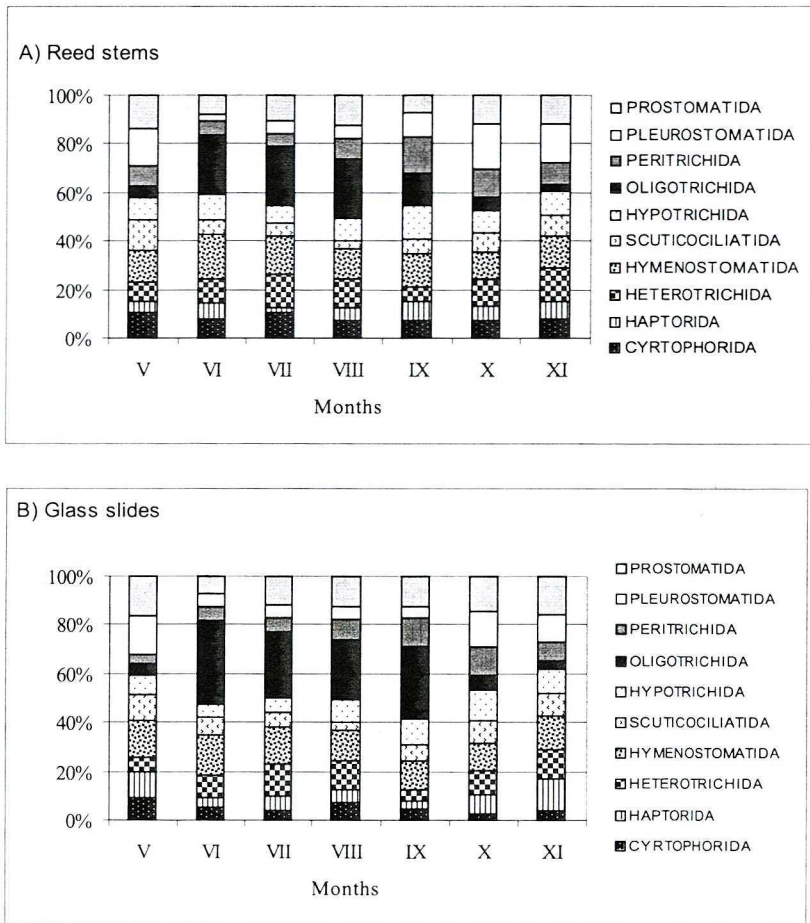 A) Reed stems
100%
80%
60%
40%
20%
0%
V VI VII VIII IX X XI
Months
PROSTOMATIDA
PLEUROSTOMATIDA
PERITRICHIDA
OLIGOTRICHIDA
HYPOTRICHIDA
SCUTICOCILIATIDA
HYMENOSTOMATIDA
HETEROTRICHIDA
HAPTORIDA
CYRTOPHORIDA
B) Glass slides
100%
80%
60%
40%
20%
0%
V VI VII VIII IX X XI
Months
PROSTOMATIDA
PLEUROSTOMATIDA
PERITRICHIDA
OLIGOTRICHIDA
HYPOTRICHIDA
SCUTICOCILIATIDA
HYMENOSTOMATIDA
HETEROTRICHIDA
HAPTORIDA
CYRTOPHORIDA